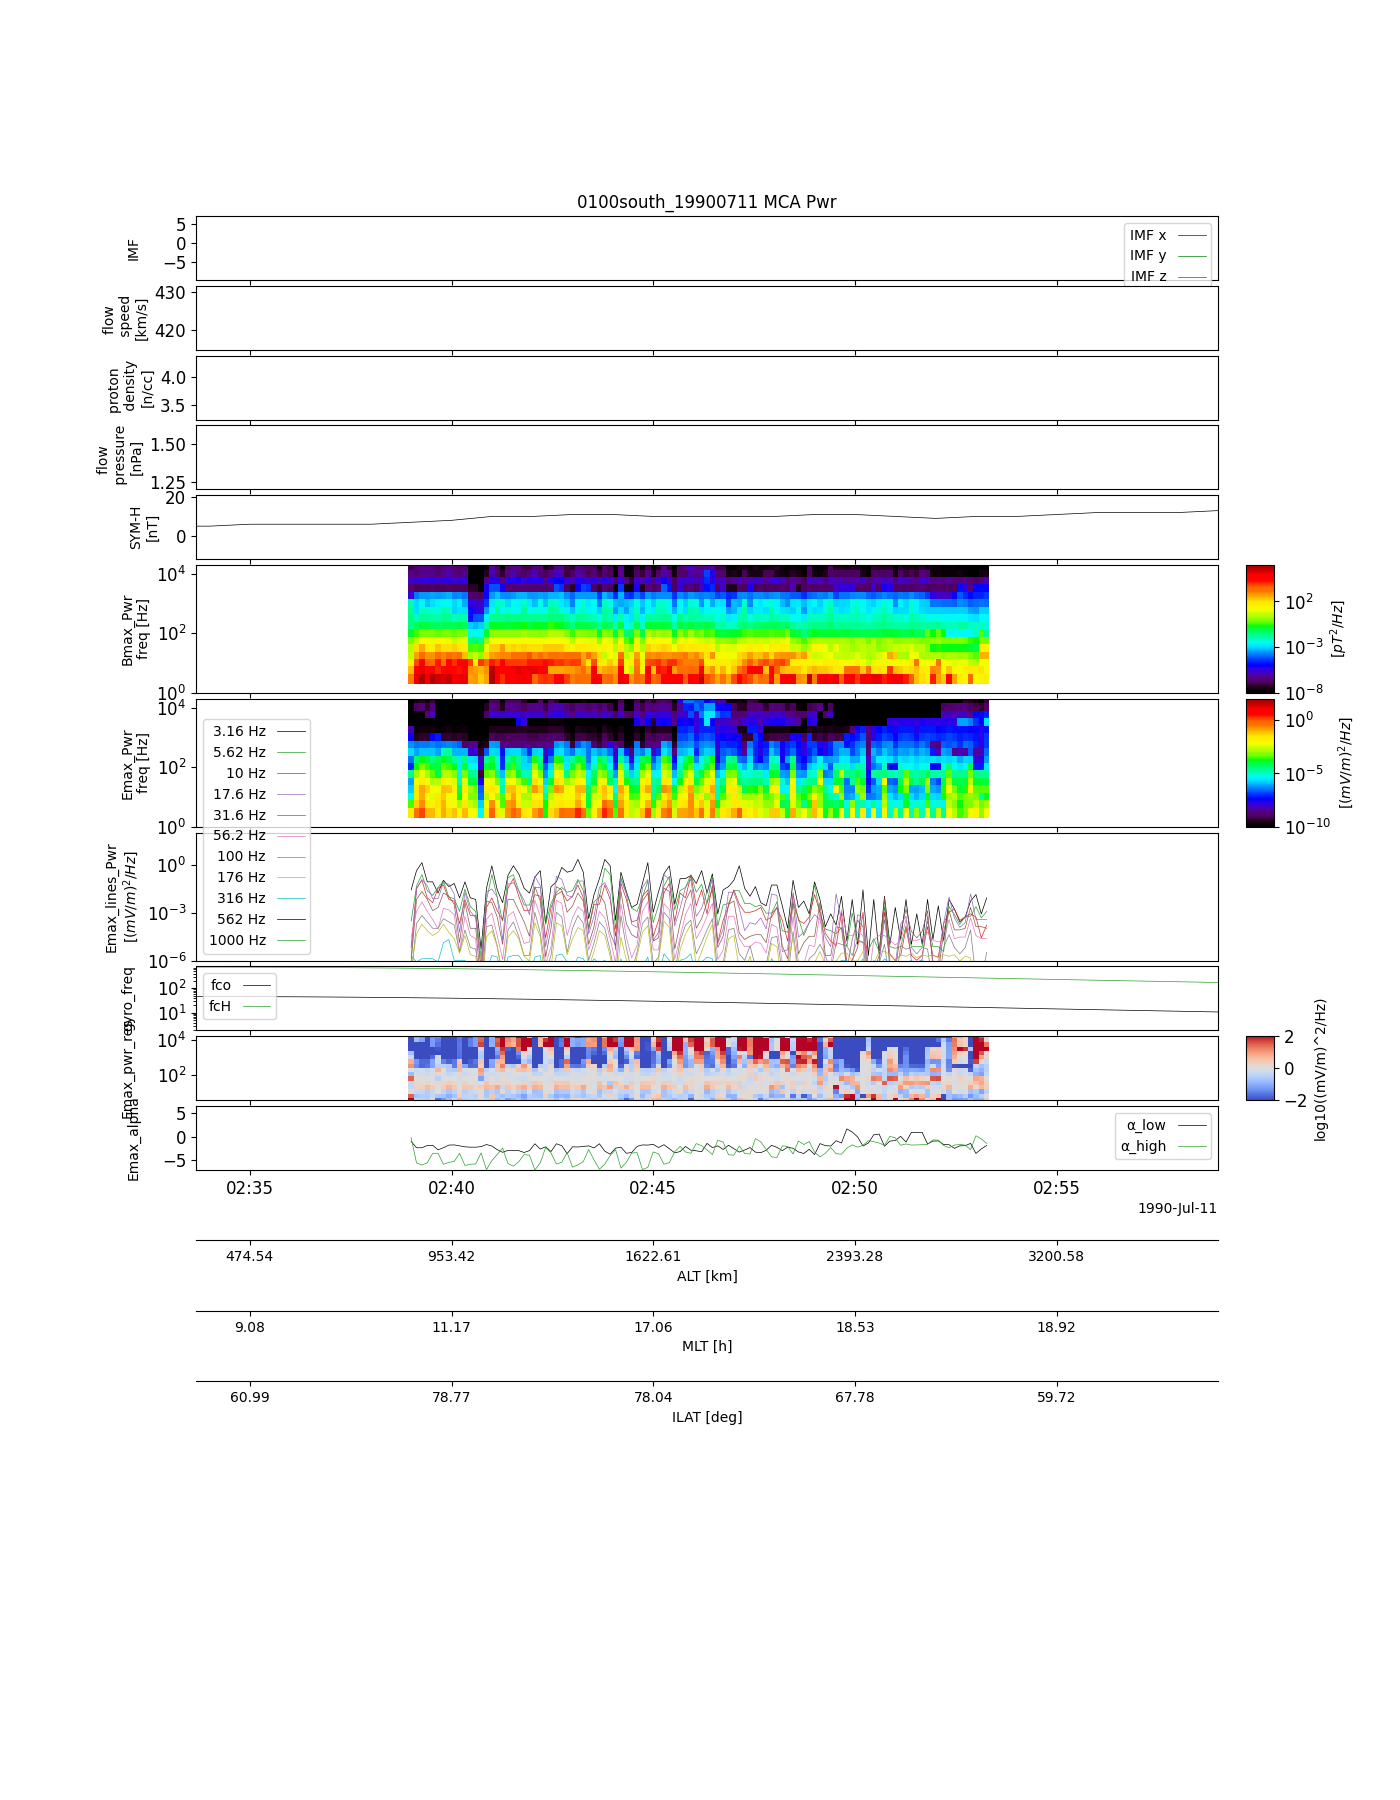 0100south_19900711 MCA Pwr
5
0
−5
IMF
IMF x
IMF y
IMF z
430
420
flow
speed
[km/s]
4.0
3.5
proton
density
[n/cc]
1.50
1.25
flow
pressure
[nPa]
20
0
SYM-H
[nT]
10^4
10^2
10^0
Bmax_Pwr
freq [Hz]
10^2
10^−3
10^−8
[pT^2/Hz]
10^4
10^2
10^0
Emax_Pwr
freq [Hz]
10^0
10^−5
10^−10
[(mV/m)^2/Hz]
3.16 Hz
5.62 Hz
10 Hz
17.6 Hz
31.6 Hz
56.2 Hz
100 Hz
176 Hz
316 Hz
562 Hz
1000 Hz
10^0
10^−3
10^−6
Emax_lines_Pwr
[(mV/m)^2/Hz]
10^2
10^1
gyro_freq
fco
fcH
10^4
10^2
2
0
−2
log10((mV/m)^2/Hz)
5
0
−5
Emax_alpha
α_low
α_high
02:35 02:40 02:45 02:50 02:55
1990-Jul-11
474.54 953.42 1622.61 2393.28 3200.58
ALT [km]
9.08 11.17 17.06 18.53 18.92
MLT [h]
60.99 78.77 78.04 67.78 59.72
ILAT [deg]